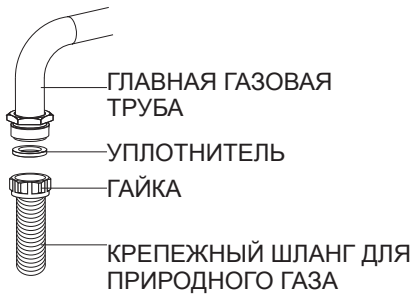 ГЛАВНАЯ ГАЗОВАЯ
ТРУБА
УПЛОТНИТЕЛЬ
ГАЙКА
КРЕПЕЖНЫЙ ШЛАНГ ДЛЯ
ПРИРОДНОГО ГАЗА